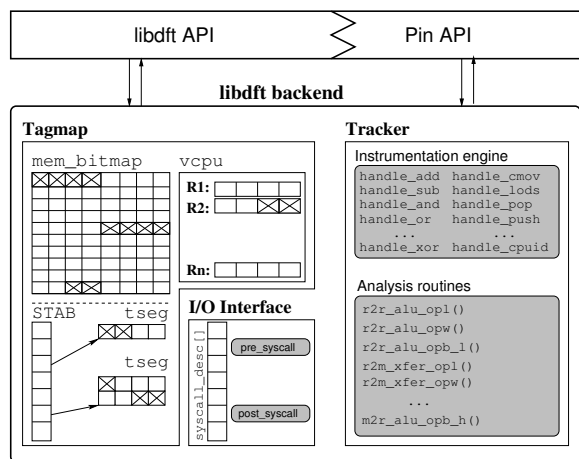 libdft API
Pin API
libdft backend
Tagmap
mem_bitmap
vcpu
R1:
R2:
Rn:
STAB
tseg
tseg
I/O Interface
syscall_desc[]
pre_syscall
post_syscall
Tracker
Instrumentation engine
handle_add handle_cmov
handle_sub handle_lods
handle_and handle_pop
handle_or handle_push
... ...
handle_xor handle_cpuid
Analysis routines
r2r_alu_opl()
r2r_alu_opw()
r2r_alu_opb_l()
r2m_xfer_opl()
r2m_xfer_opw()
...
m2r_alu_opb_h()